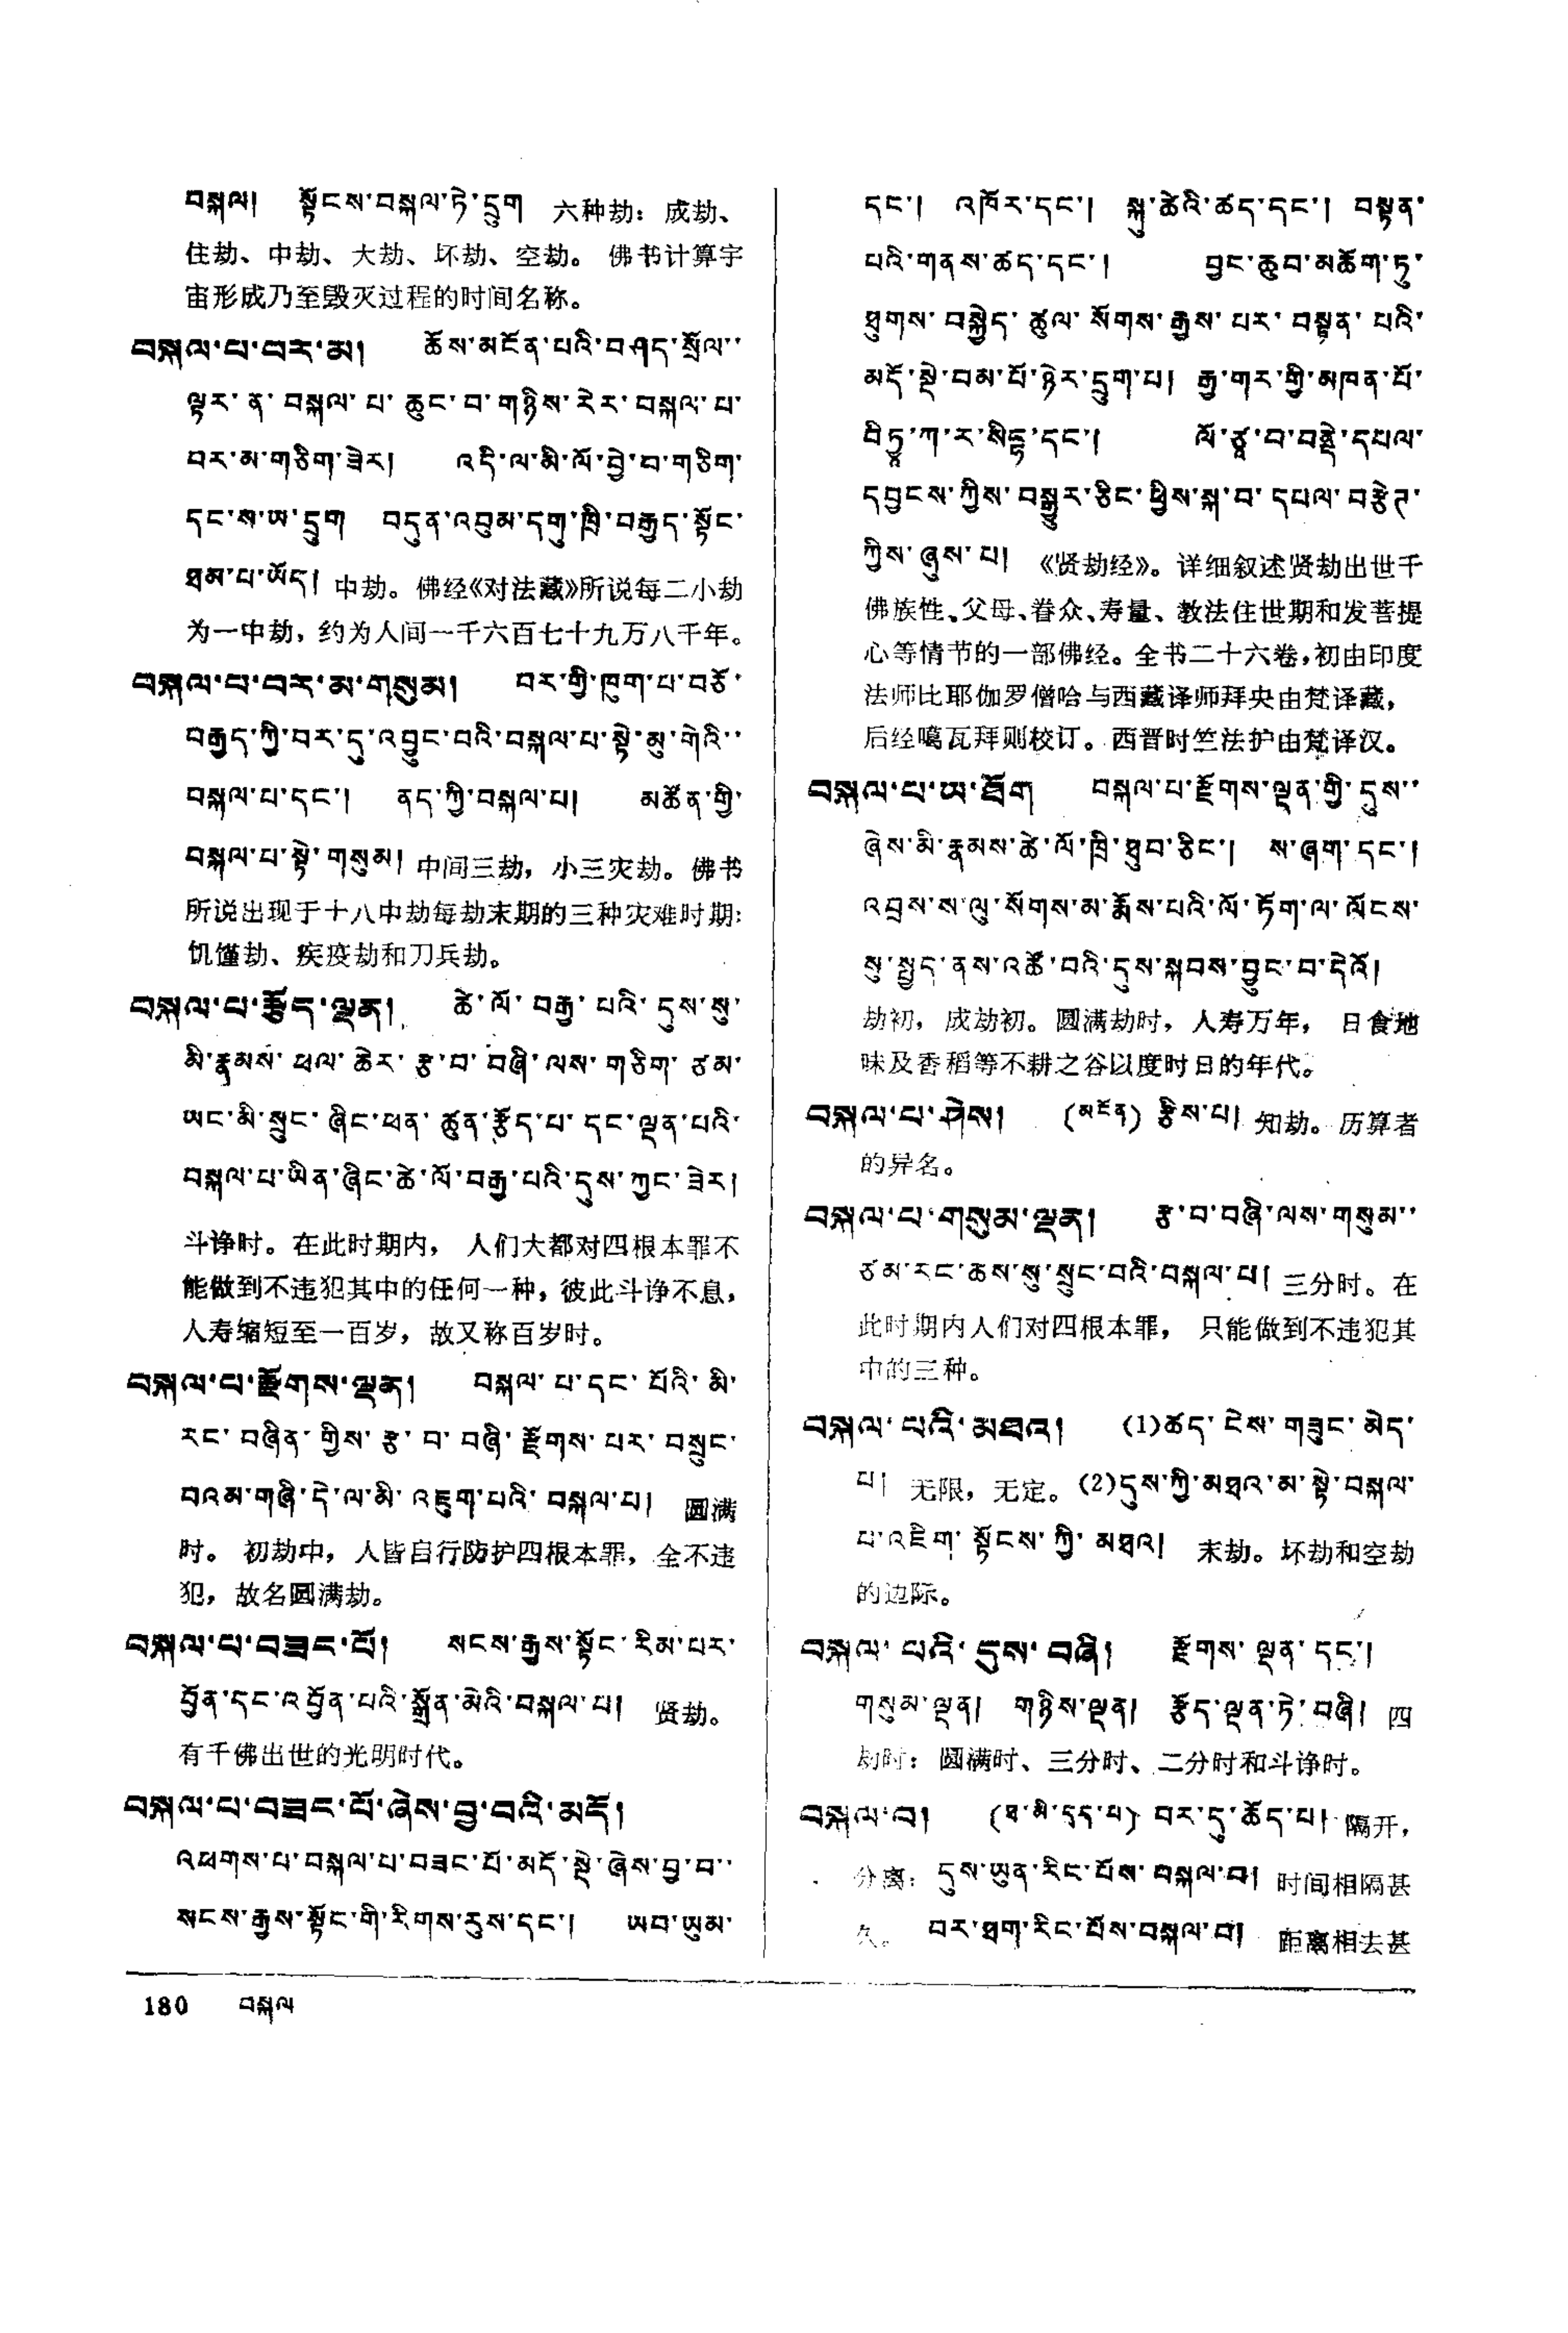 བསྐལ། སྟོངས་བསྐལ་ཏེ་དྲུག 六种劫：成劫、
住劫、中劫、大劫、坏劫、空劫。佛书计算宇
宙形成乃至毁灭过程的时间名称。
བསྐལ་པ་བར་མ། ཆོས་མངོན་པའི་བཤད་སྲོལ་་
ལྟར་ན་བསྐལ་པ་ཆུང་བ་གཉིས་རེར་བསྐལ་པ་
བར་མ་གཅིག་ཟེར། འདི་ལ་མི་ལོ་བྱེ་བ་གཅིག་
དང་ས་ཡ་དྲུག བདུན་འབུམ་དགུ་ཁྲི་བརྒྱད་སྟོང་
ཐམ་པ་ཡོད། 中劫。佛经《对法藏》所说每二小劫
为一中劫，约为人间一千六百七十九万八千年。
བསྐལ་པ་བར་མ་གསུམ། བར་གྱི་ཁུག་པ་བཅོ་
བརྒྱད་ཀྱི་བར་དུ་འབྱུང་བའི་བསྐལ་པ་སྟེ་མུ་གེའི་་
བསྐལ་པ་དང་། ནད་ཀྱི་བསྐལ་པ། མཚོན་གྱི་
བསྐལ་པ་སྟེ་གསུམ། 中间三劫，小三灾劫。佛书
所说出现于十八中劫每劫末期的三种灾难时期：
饥馑劫、疾疫劫和刀兵劫。
བསྐལ་པ་རྩོད་ལྡན། ཚེ་ལོ་བརྒྱ་པའི་དུས་སུ་
མི་རྣམས་ཕལ་ཆེར་རྩ་བ་བཞི་ལས་གཅིག་ཙམ་
ཡང་མི་སྲུང་ཞིང་ཕན་ཚུན་རྩོད་པ་དང་ལྡན་པའི་
བསྐལ་པ་ཡིན་ཞིང་ཚེ་ལོ་བརྒྱ་པའི་དུས་ཀྱང་ཟེར།
斗诤时。在此时期内，人们大都对四根本罪不
能做到不违犯其中的任何一种，彼此斗诤不息，
人寿缩短至一百岁，故又称百岁时。
བསྐལ་པ་རྫོགས་ལྡན། བསྐལ་པ་དང་པོའི་མི་
རང་བཞིན་གྱིས་རྩ་བ་བཞི་རྫོགས་པར་བསྲུང་
བའམ་གཞི་དེ་ལ་མི་འཇུག་པའི་བསྐལ་པ། 圆满
时。初劫中，人皆自行防护四根本罪，全不违
犯，故名圆满劫。
བསྐལ་པ་བཟང་པོ། སངས་རྒྱས་སྟོང་རིམ་པར་
བྱོན་དང་འབྱོན་པའི་སྒྲོན་མེའི་བསྐལ་པ། 贤劫。
有千佛出世的光明时代。
བསྐལ་པ་བཟང་པོ་ཞེས་བྱ་བའི་མདོ།
འཕགས་པ་བསྐལ་པ་བཟང་པོ་མདོ་སྡེ་ཞེས་བྱ་བ་་
སངས་རྒྱས་སྟོང་གི་རིགས་རུས་དང་། ཡབ་ཡུམ་
དང་། འཁོར་དང་། སྐུ་ཚེའི་ཚད་དང་། བསྟན་
པའི་གནས་ཚད་དང་། བྱང་ཆུབ་མཆོག་ཏུ་
ཐུགས་བསྐྱེད་ཚུལ་སོགས་རྒྱས་པར་བསྟན་པའི་
མདོ་སྡེ་བམ་པོ་ཉེར་དྲུག་པ། རྒྱ་གར་གྱི་མཁན་པོ་
བིདྱཱ་ཀ་ར་སིཧ་དང་། ལོ་ཙཱ་བ་བནྡེ་དཔལ་
དབྱངས་ཀྱིས་བསྒྱུར་ཅིང་ཕྱིས་སྐ་བ་དཔལ་བརྩེ་
ཀྱིས་ཞུས་པ། 《贤劫经》。详细叙述贤劫出世千
佛族性、父母、眷众、寿量、教法住世期和发菩提
心等情节的一部佛经。全书二十六卷，初由印度
法师比耶伽罗僧哈与西藏译师拜央由梵译藏，
后经噶瓦拜则校订。西晋时竺法护由梵译汉。
བསྐལ་པ་ཡ་ཐོག བསྐལ་པ་རྫོགས་ལྡན་གྱི་དུས་་
ཞེས་མི་རྣམས་ཚེ་ལོ་ཁྲི་ཐུབ་ཅིང་། ས་ཞག་དང་།
འབྲས་ས་ལུ་སོགས་མ་རྨོས་པའི་ལོ་ཏོག་ལ་ལོངས་
སུ་སྤྱད་ནས་འཚོ་བའི་དུས་སྐབས་བྱུང་བ་དེའོ།
劫初，成劫初。圆满劫时，人寿万年，日食地
味及香稻等不耕之谷以度时日的年代。
བསྐལ་པ་ཤེས། (མངོན) རྩིས་པ། 知劫。历算者
的异名。
བསྐལ་པ་གསུམ་ལྡན། རྩ་བ་བཞི་ལས་གསུམ་་
ཙམ་རང་ཆས་སུ་སྲུང་བའི་བསྐལ་པ། 三分时。在
此时期内人们对四根本罪，只能做到不违犯其
中的三种。
བསྐལ་པའི་མཐའ། (1)ཚད་ངེས་གཟུང་མེད་
པ། 无限，无定。(2)དུས་ཀྱི་མཐའ་མ་སྟེ་བསྐལ་
པ་འཇིག་སྟོངས་ཀྱི་མཐའ། 末劫。坏劫和空劫
的边际。
བསྐལ་པའི་དུས་བཞི། རྫོགས་ལྡན་དང་།
གསུམ་ལྡན། གཉིས་ལྡན། རྩོད་ལྡན་ཏེ་བཞི། 四
劫时：圆满时、三分时、二分时和斗诤时。
བསྐལ་བ། (ཐ་མི་དད་པ) བར་དུ་ཆོད་པ། 隔开，
分离：དུས་ཡུན་རིང་པོས་བསྐལ་བ། 时间相隔甚
久。བར་ཐག་རིང་པོས་བསྐལ་བ། 距离相去甚
180 བསྐལ